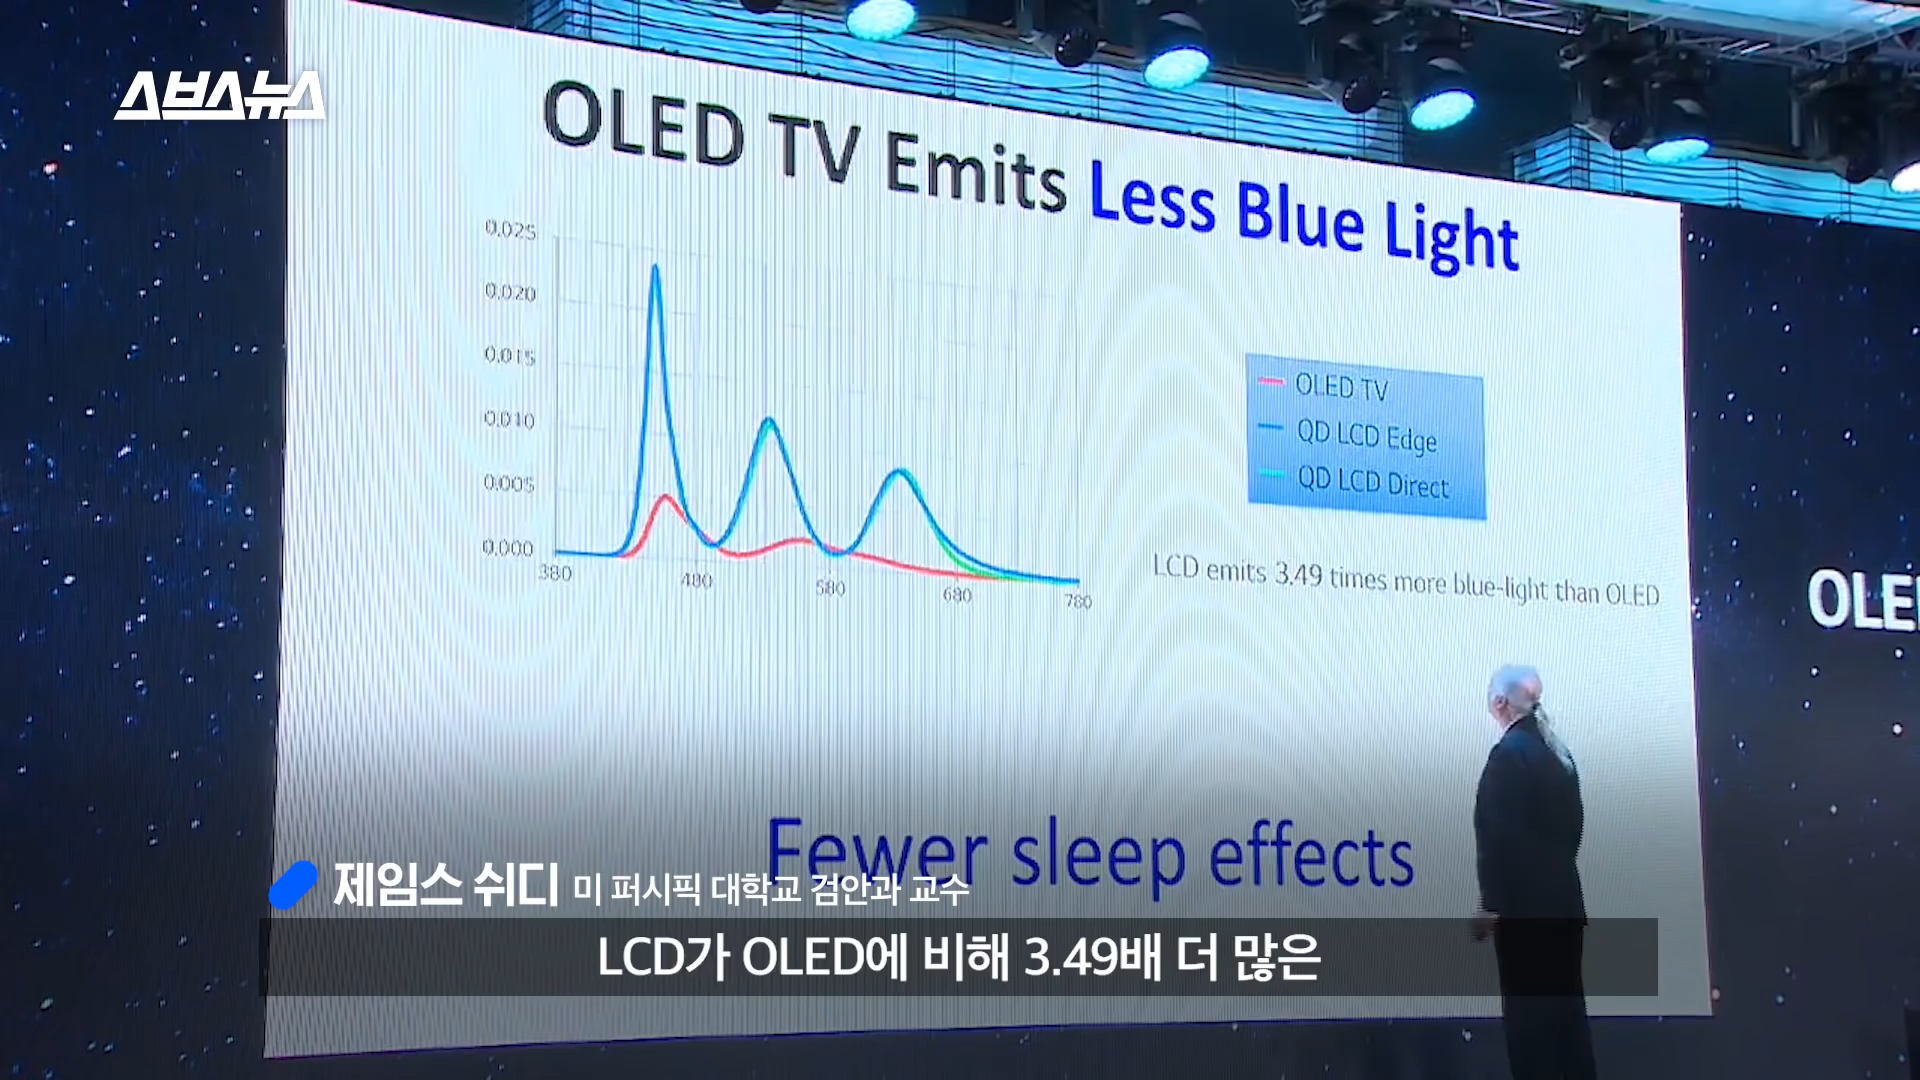 스브스뉴스
OLED TV Emits Less Blue Light
0.025
0.020
0.015
0.010
0.005
0.000
380
480
580
680
780
OLED TV
QD LCD Edge
QD LCD Direct
LCD emits 3.49 times more blue-light than OLED
OLE
Fewer sleep effects
제임스 쉬디 미 퍼시픽 대학교 검안과 교수
LCD가 OLED에 비해 3.49배 더 많은